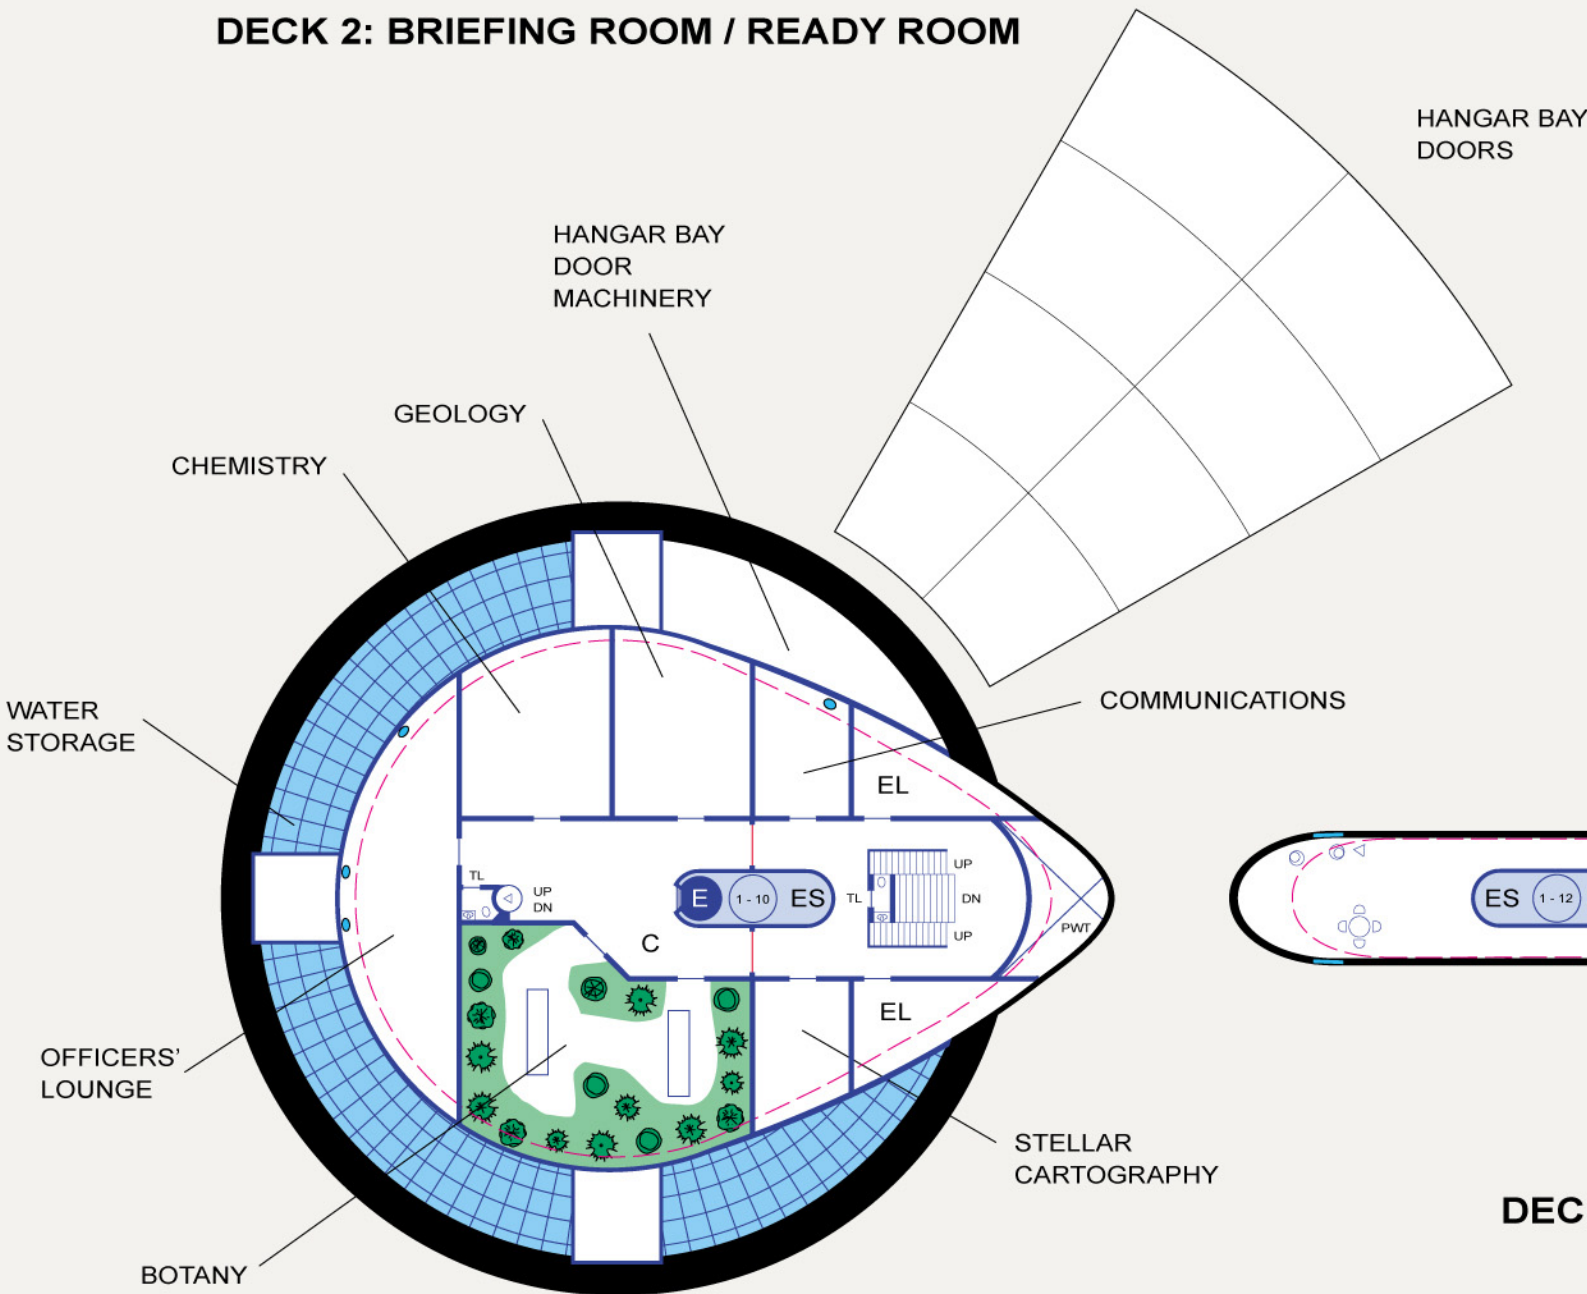 DECK 2: BRIEFING ROOM / READY ROOM
HANGAR BAY
DOORS
HANGAR BAY
DOOR
MACHINERY
GEOLOGY
CHEMISTRY
WATER
STORAGE
COMMUNICATIONS
EL
TL
UP
DN
E
1 - 10
ES
TL
UP
DN
UP
PWT
C
EL
ES
1 - 12
OFFICERS'
LOUNGE
STELLAR
CARTOGRAPHY
BOTANY
DEC